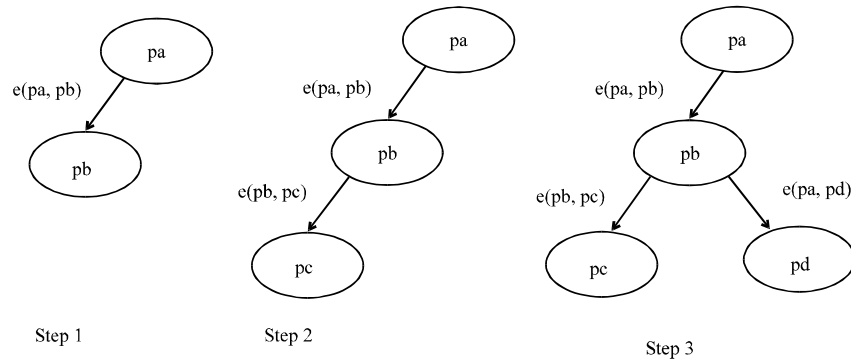 pa
e(pa, pb)
pb
Step 1
pa
e(pa, pb)
pb
e(pb, pc)
pc
Step 2
pa
e(pa, pb)
pb
e(pb, pc)
e(pa, pd)
pc
pd
Step 3